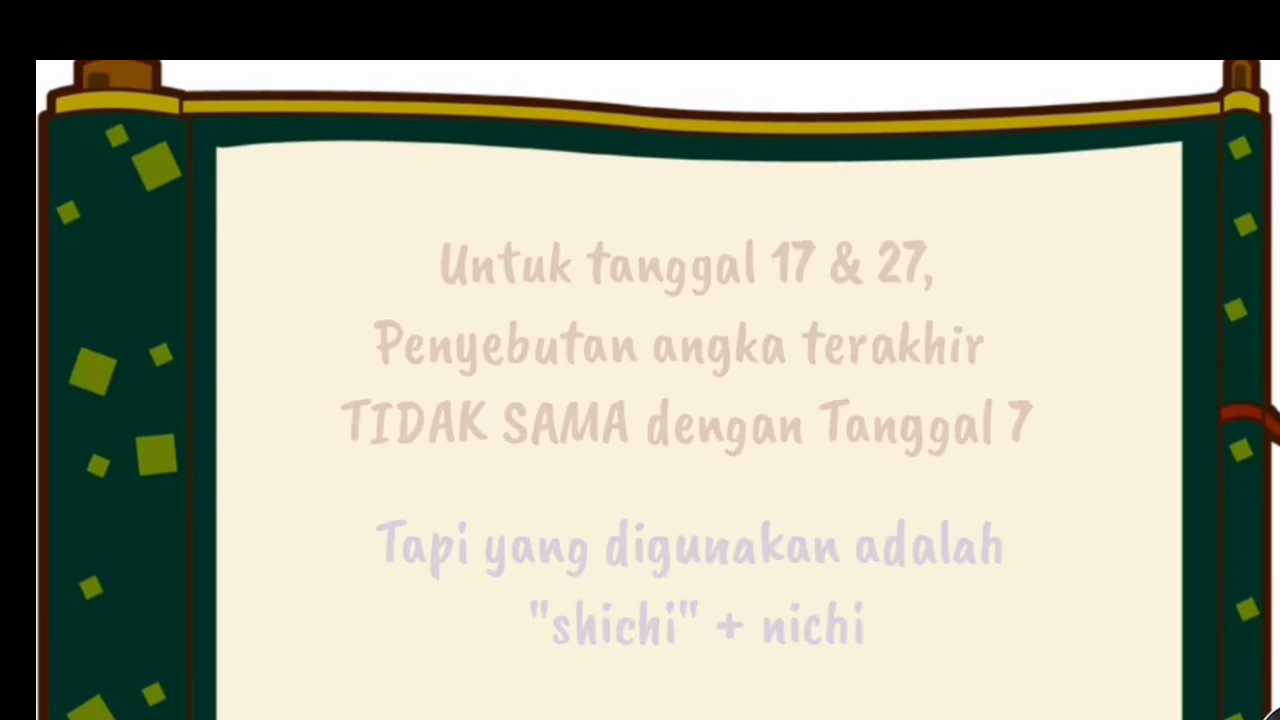 Untuk tanggal 17 & 27,
Penyebutan angka terakhir
TIDAK SAMA dengan Tanggal 7
Tapi yang digunakan adalah
"shichi" + nichi